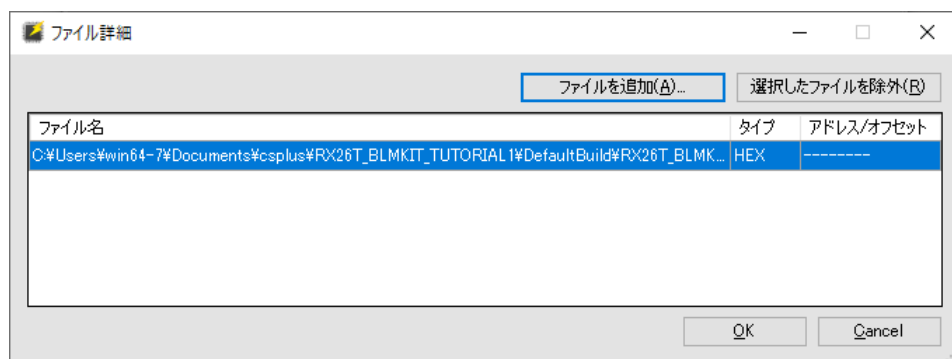 ファイル詳細
ファイルを追加(A)... 選択したファイルを除外(R)
ファイル名 タイプ アドレス/オフセット
C:¥Users¥win64-7¥Documents¥csplus¥RX26T_BLMKIT_TUTORIAL1¥DefaultBuild¥RX26T_BLMK... HEX --------
OK Cancel